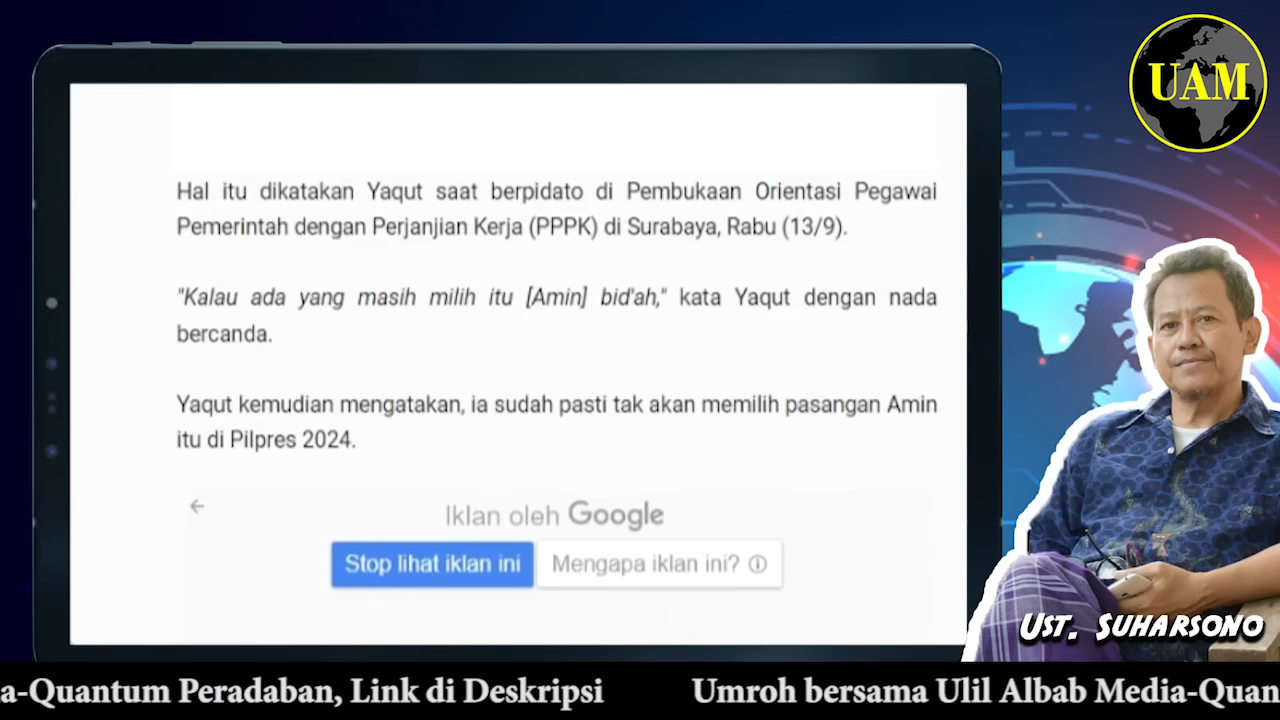 UAM
Hal itu dikatakan Yaqut saat berpidato di Pembukaan Orientasi Pegawai
Pemerintah dengan Perjanjian Kerja (PPPK) di Surabaya, Rabu (13/9).
"Kalau ada yang masih milih itu [Amin] bid'ah," kata Yaqut dengan nada
bercanda.
Yaqut kemudian mengatakan, ia sudah pasti tak akan memilih pasangan Amin
itu di Pilpres 2024.
Iklan oleh Google
Stop lihat iklan ini
Mengapa iklan ini?
UST. SUHARSONO
a-Quantum Peradaban, Link di Deskripsi Umroh bersama Ulil Albab Media-Quan